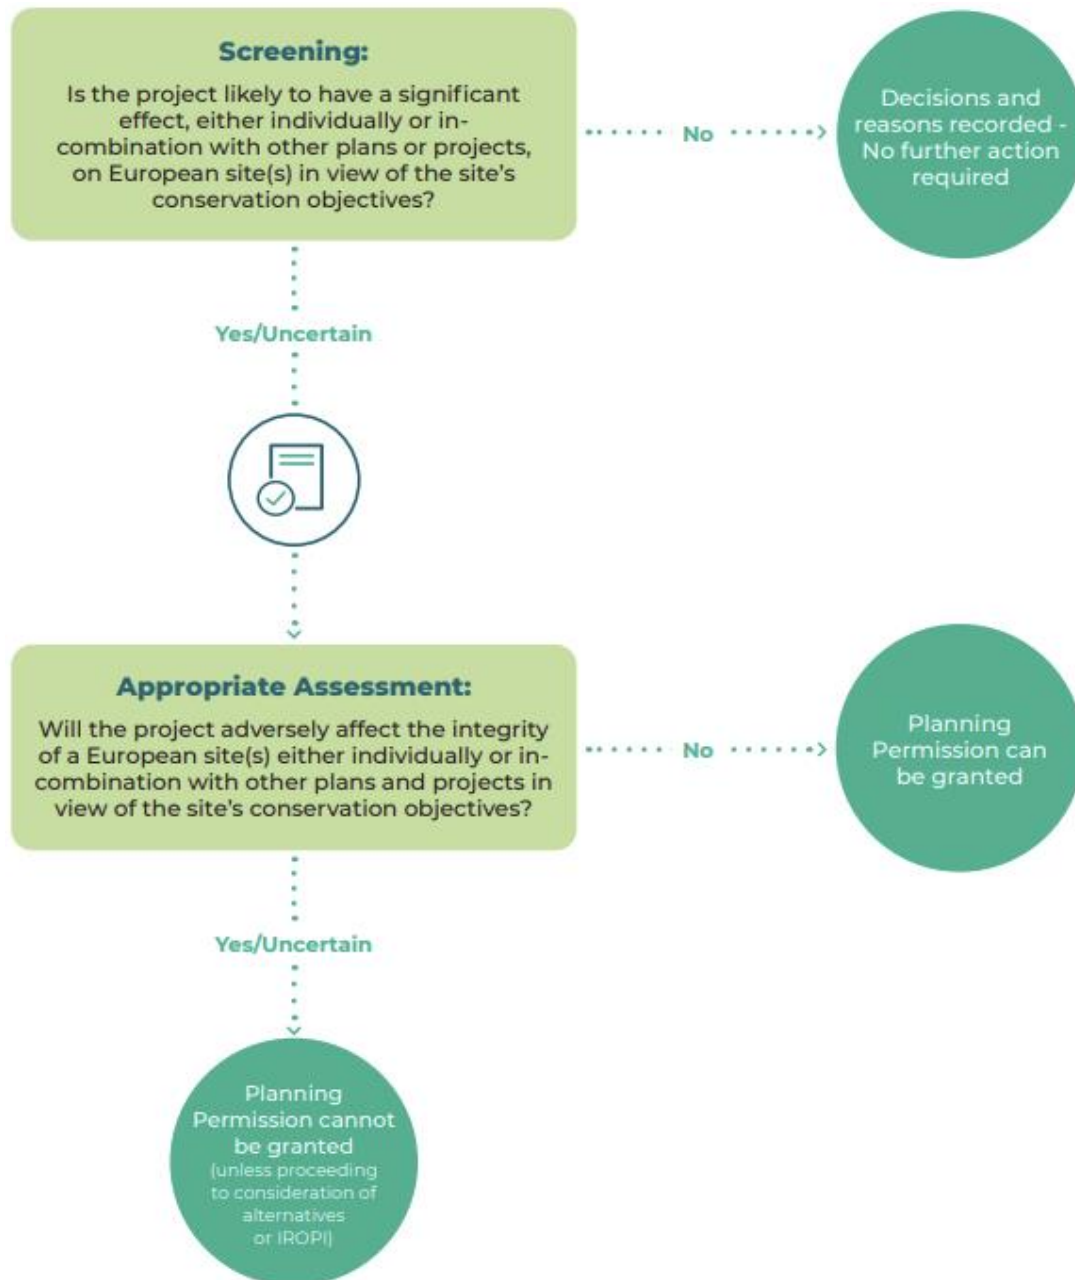 Screening:
Is the project likely to have a significant
effect, either individually or in-
combination with other plans or projects,
on European site(s) in view of the site's
conservation objectives?
No
Decisions and
reasons recorded -
No further action
required
Yes/Uncertain
Appropriate Assessment:
Will the project adversely affect the integrity
of a European site(s) either individually or in-
combination with other plans and projects in
view of the site's conservation objectives?
No
Planning
Permission can
be granted
Yes/Uncertain
Planning
Permission cannot
be granted
(unless proceeding
to consideration of
alternatives
or IROPI)